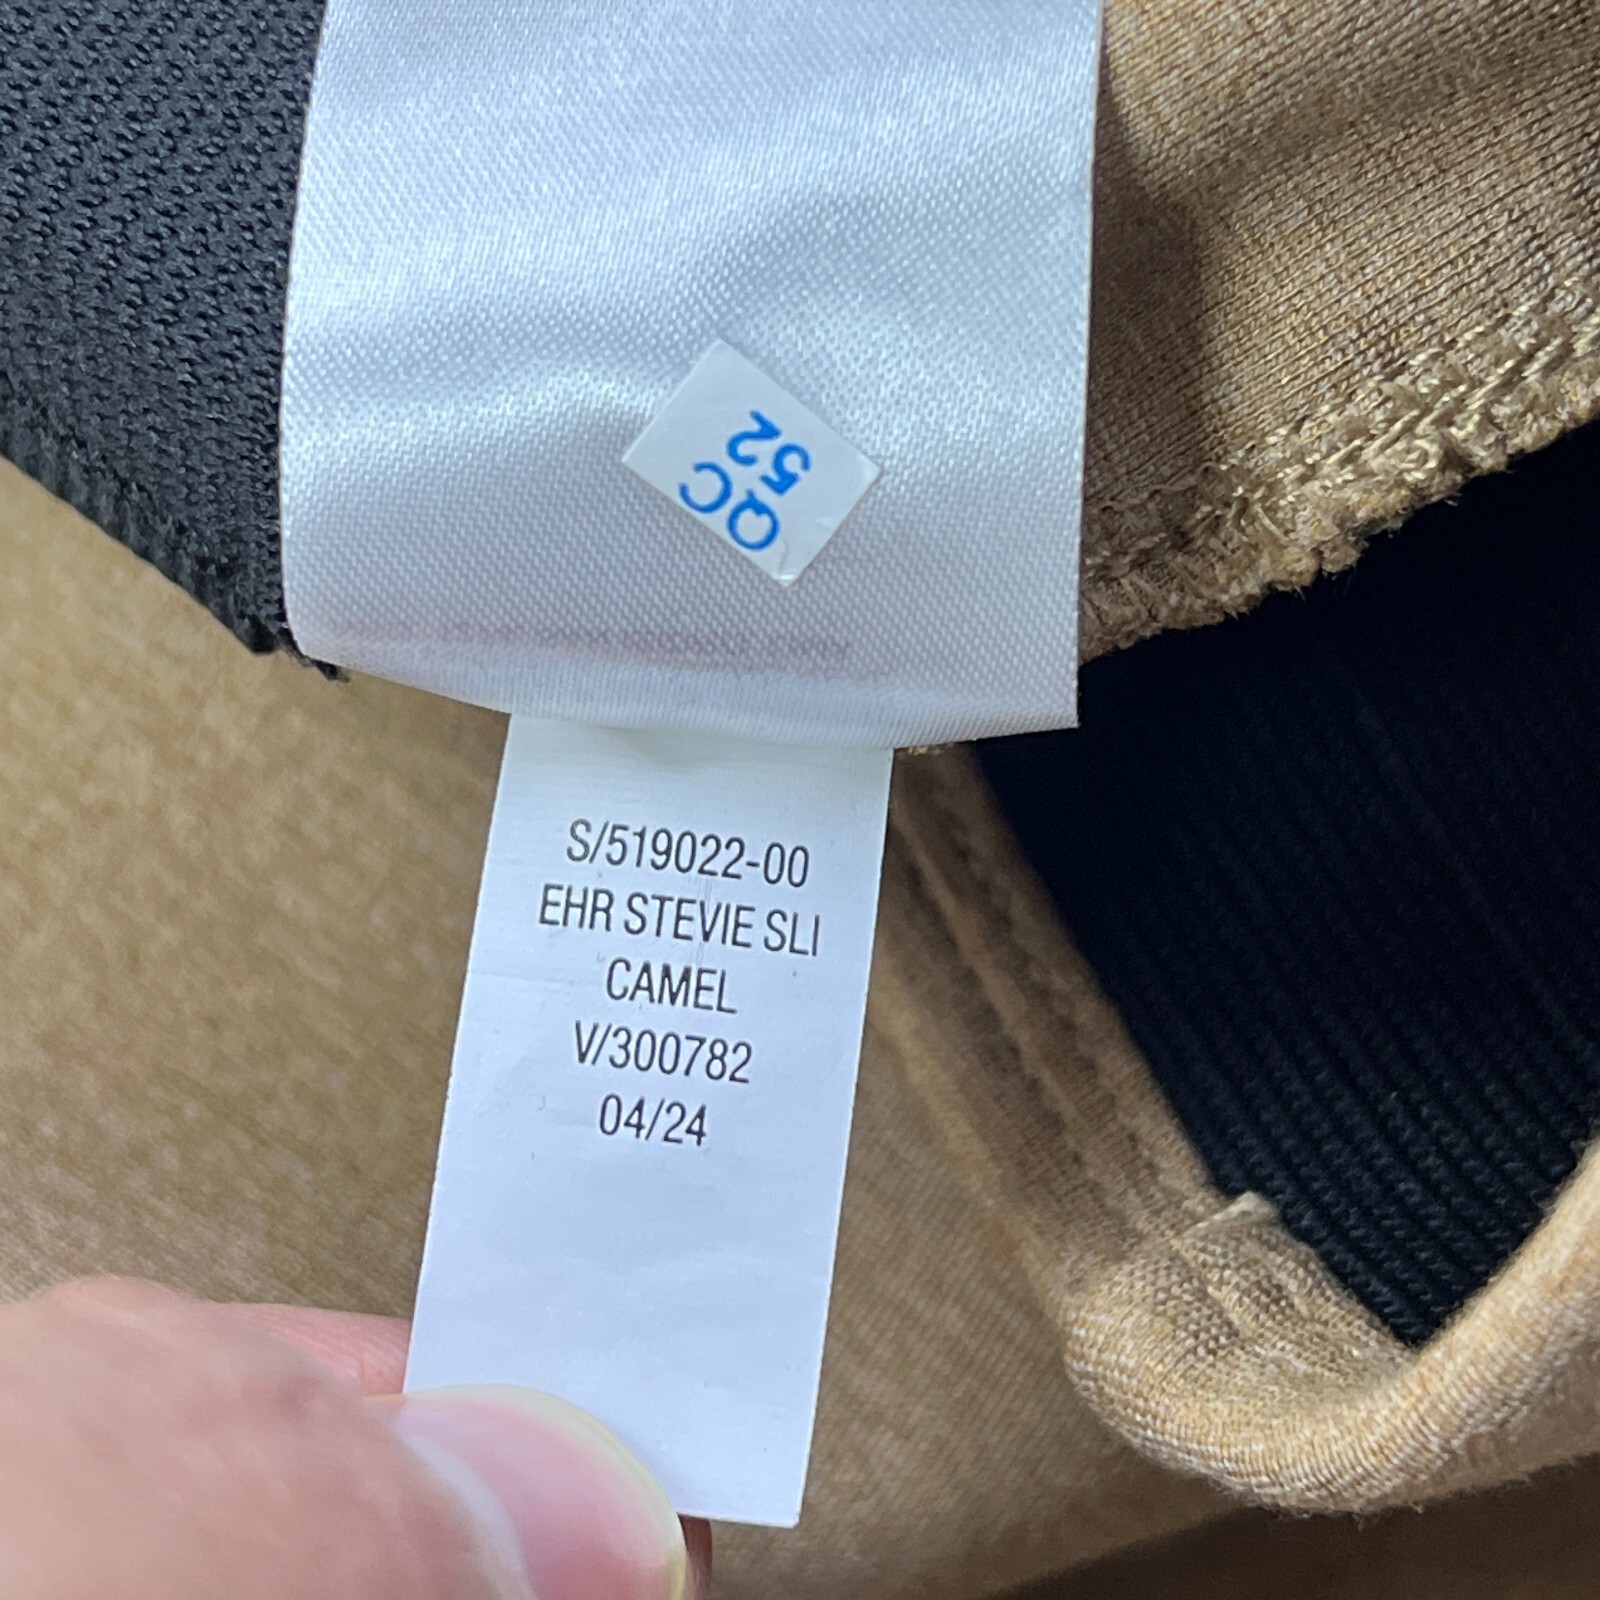 QC
52
S/519022-00
EHR STEVIE SLI
CAMEL
V/300782
04/24